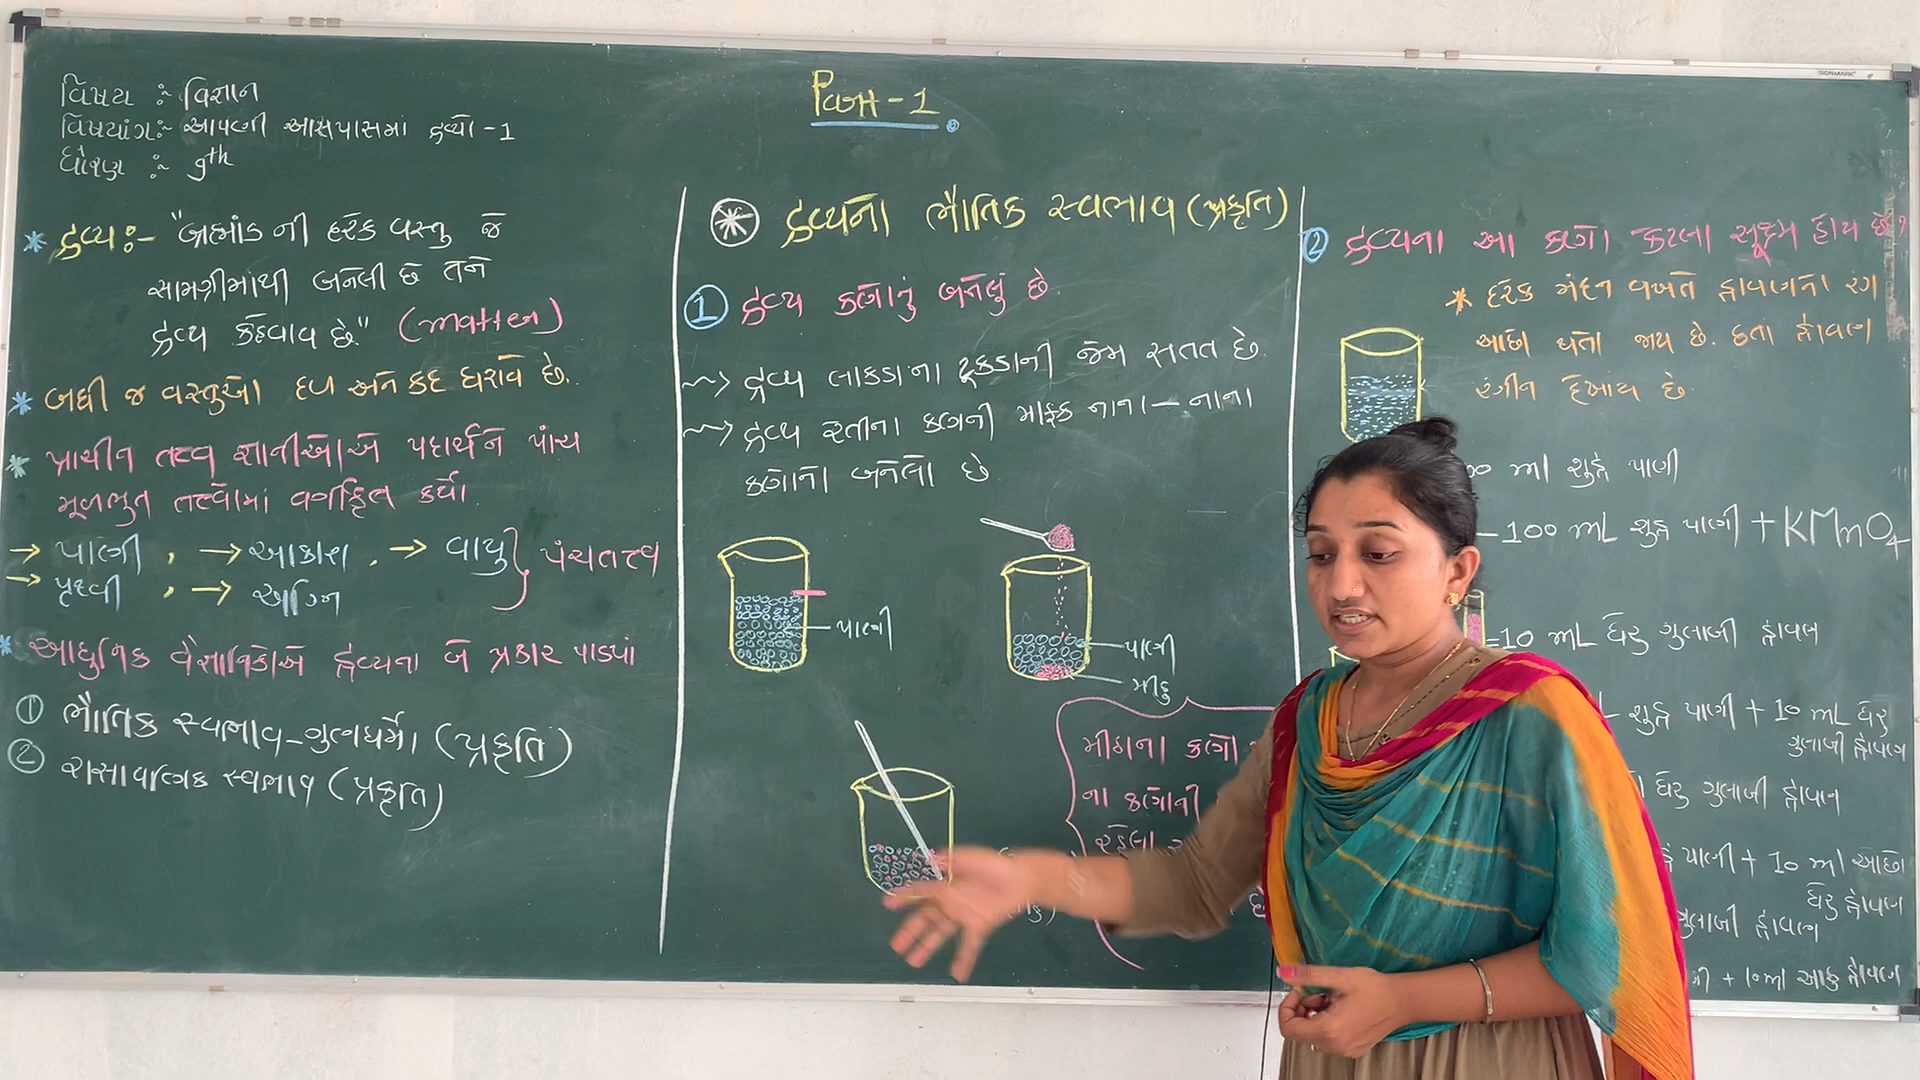 વિષય :- વિજ્ઞાન
વિષયાંગ:- આપણી આસપાસમાં દ્રવ્યો -1
ધોરણ :- 9th
Part-1
* દ્રવ્ય:- "બ્રહ્માંડ ની દરેક વસ્તુ જે
સામગ્રીમાંથી બનેલી છે તેને
દ્રવ્ય કહેવાય છે." (matter)
* બધી જ વસ્તુઓ દળ અને કદ ધરાવે છે.
* પ્રાચીન તત્ત્વ જ્ઞાનીઓએ પદાર્થને પાંચ
મૂળભુત તત્ત્વોમાં વર્ગીકૃત કર્યા
→ પાણી , → આકાશ , → વાયુ
→ પૃથ્વી , → અગ્નિ
} પંચતત્ત્વ
* આધુનિક વૈજ્ઞાનિકોએ દ્રવ્યના બે પ્રકાર પાડયાં
① ભૌતિક સ્વભાવ-ગુણધર્મો (પ્રકૃતિ)
② રાસાયણિક સ્વભાવ (પ્રકૃતિ)
* દ્રવ્યનો ભૌતિક સ્વભાવ (પ્રકૃતિ)
① દ્રવ્ય કણોનું બનેલું છે.
~> દ્રવ્ય લાકડાના ટૂકડાની જેમ સતત છે.
~> દ્રવ્ય રેતીના કણની માફક નાના-નાના
કણોનો બનેલો છે.
પાણી
પાણી
મીઠું
મીઠાના કણો
ના કણોની
રહેલા
② દ્રવ્યના આ કણો કેટલા સૂક્ષ્મ હોય છે?
* દરેક મંદન વખતે દ્રાવણનો રંગ
આછો થતો જાય છે. છતાં દ્રાવણ
રંગીન દેખાય છે.
ml શુદ્ધ પાણી
-100 mL શુદ્ધ પાણી + KMnO4
=10 mL ઘેરુ ગુલાબી દ્રાવણ
શુદ્ધ પાણી + 10 mL ઘેરુ
ગુલાબી દ્રાવણ
ઘેરુ ગુલાબી દ્રાવણ
પાણી + 10 ml આછો
ઘેરુ દ્રાવણ
ગુલાબી દ્રાવણ
દ્રાવણ
SIGNMARK